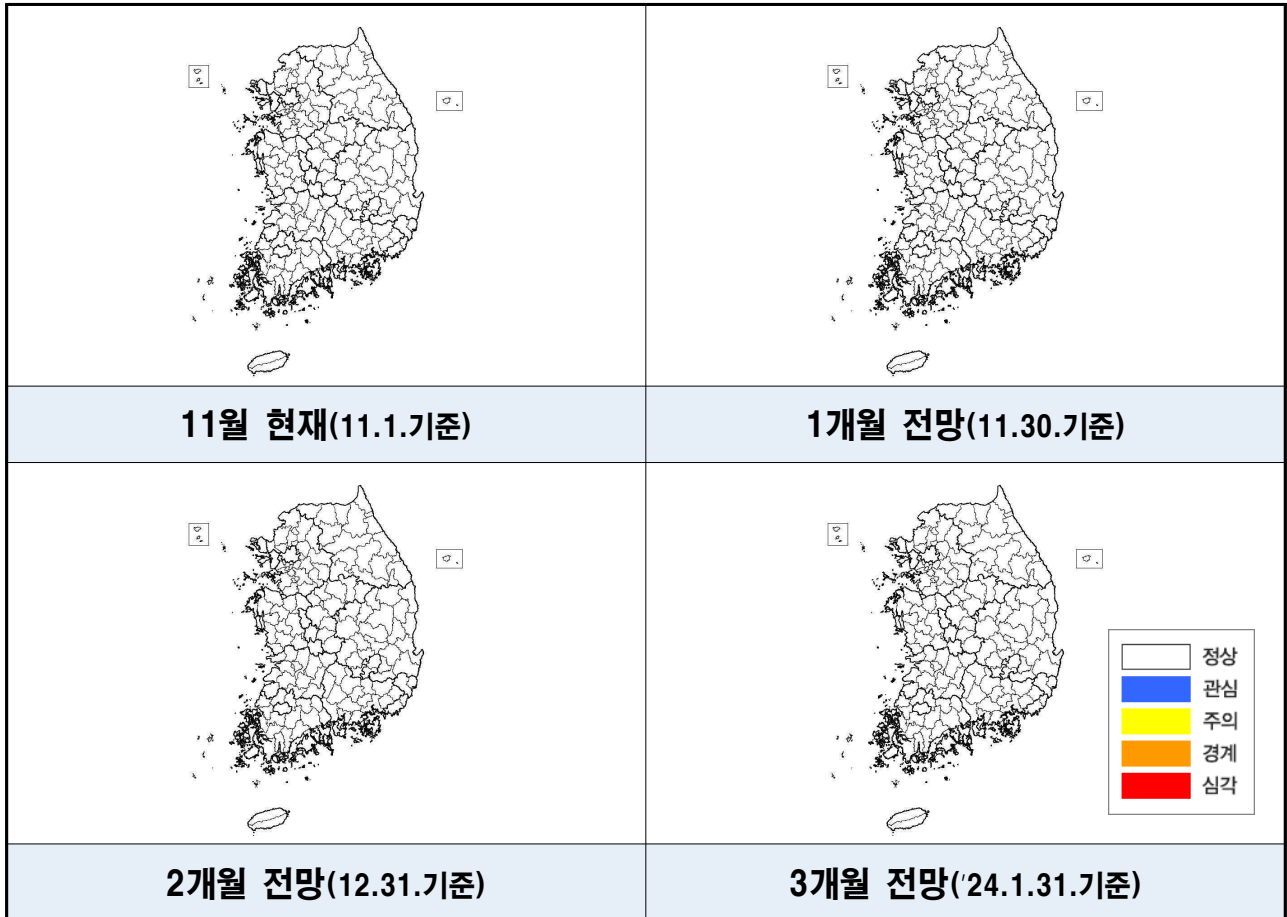 11월 현재(11.1.기준)
1개월 전망(11.30.기준)
정상
관심
주의
경계
심각
2개월 전망(12.31.기준)
3개월 전망('24.1.31.기준)